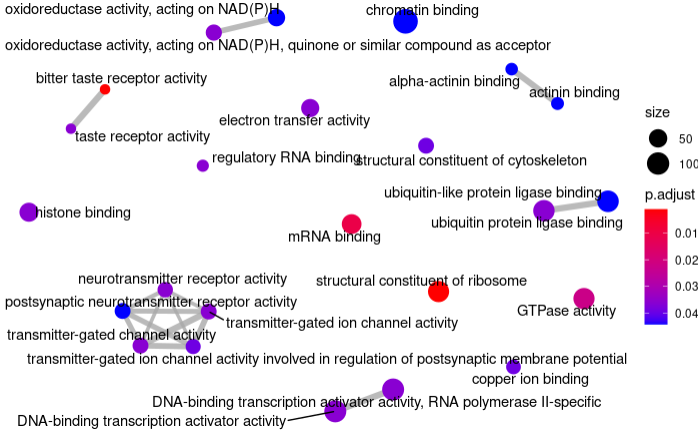 oxidoreductase activity, acting on NAD(P)H
chromatin binding
oxidoreductase activity, acting on NAD(P)H, quinone or similar compound as acceptor
bitter taste receptor activity
alpha-actinin binding
actinin binding
size
electron transfer activity
taste receptor activity
50
regulatory RNA binding
structural constituent of cytoskeleton
100
ubiquitin-like protein ligase binding
p.adjust
histone binding
ubiquitin protein ligase binding
0.01
mRNA binding
0.02
neurotransmitter receptor activity
structural constituent of ribosome
0.03
postsynaptic neurotransmitter receptor activity
GTPase activity
0.04
transmitter-gated ion channel activity
transmitter-gated channel activity
transmitter-gated ion channel activity involved in regulation of postsynaptic membrane potential
copper ion binding
DNA-binding transcription activator activity, RNA polymerase II-specific
DNA-binding transcription activator activity